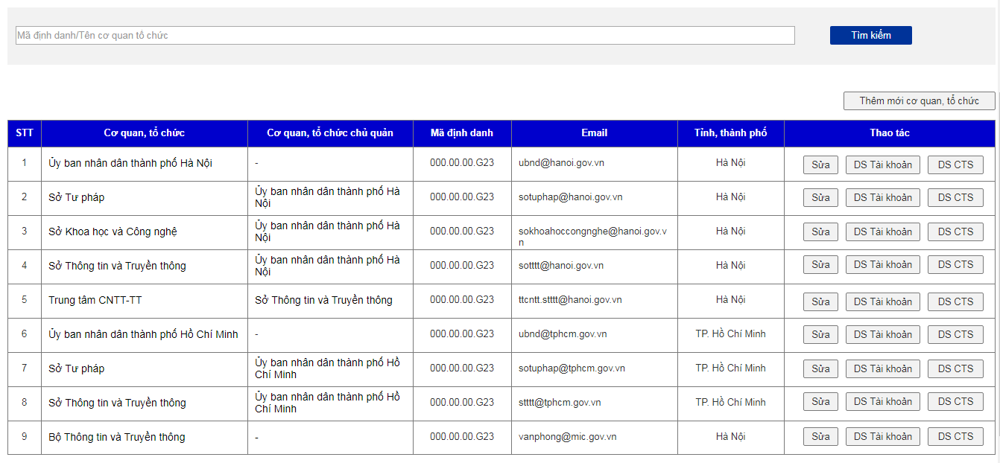 Mã định danh/Tên cơ quan tổ chức
Tìm kiếm
Thêm mới cơ quan, tổ chức
STT Cơ quan, tổ chức Cơ quan, tổ chức chủ quản Mã định danh Email Tỉnh, thành phố Thao tác
1 Ủy ban nhân dân thành phố Hà Nội - 000.00.00.G23 ubnd@hanoi.gov.vn Hà Nội Sửa DS Tài khoản DS CTS
2 Sở Tư pháp Ủy ban nhân dân thành phố Hà
Nội 000.00.00.G23 sotuphap@hanoi.gov.vn Hà Nội Sửa DS Tài khoản DS CTS
3 Sở Khoa học và Công nghệ Ủy ban nhân dân thành phố Hà
Nội 000.00.00.G23 sokhoahoccongnghe@hanoi.gov.v
n Hà Nội Sửa DS Tài khoản DS CTS
4 Sở Thông tin và Truyền thông Ủy ban nhân dân thành phố Hà
Nội 000.00.00.G23 sotttt@hanoi.gov.vn Hà Nội Sửa DS Tài khoản DS CTS
5 Trung tâm CNTT-TT Sở Thông tin và Truyền thông 000.00.00.G23 ttcntt.stttt@hanoi.gov.vn Hà Nội Sửa DS Tài khoản DS CTS
6 Ủy ban nhân dân thành phố Hồ Chí Minh - 000.00.00.G23 ubnd@tphcm.gov.vn TP. Hồ Chí Minh Sửa DS Tài khoản DS CTS
7 Sở Tư pháp Ủy ban nhân dân thành phố Hồ
Chí Minh 000.00.00.G23 sotuphap@tphcm.gov.vn TP. Hồ Chí Minh Sửa DS Tài khoản DS CTS
8 Sở Thông tin và Truyền thông Ủy ban nhân dân thành phố Hồ
Chí Minh 000.00.00.G23 stttt@tphcm.gov.vn TP. Hồ Chí Minh Sửa DS Tài khoản DS CTS
9 Bộ Thông tin và Truyền thông - 000.00.00.G23 vanphong@mic.gov.vn Hà Nội Sửa DS Tài khoản DS CTS